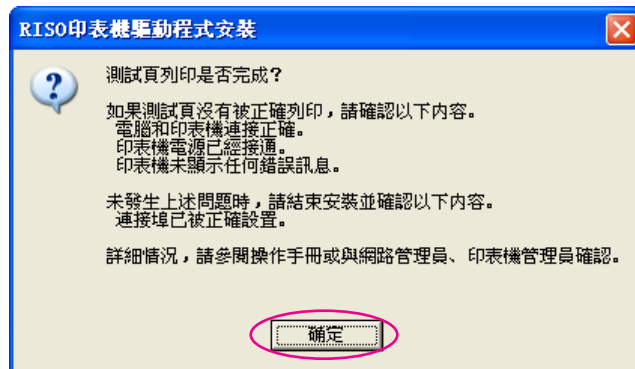 RISO印表機驅動程式安裝
測試頁列印是否完成?
如果測試頁沒有被正確列印，請確認以下內容。
電腦和印表機連接正確。
印表機電源已經接通。
印表機未顯示任何錯誤訊息。
未發生上述問題時，請結束安裝並確認以下內容。
連接埠已被正確設置。
詳細情況，請參閱操作手冊或與網路管理員、印表機管理員確認。
确定